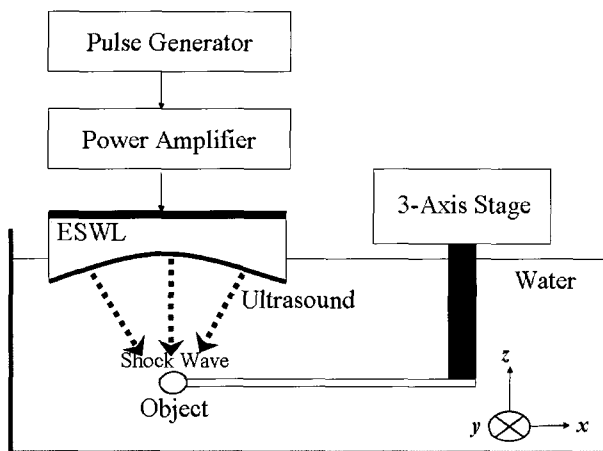 Pulse Generator
Power Amplifier
3-Axis Stage
ESWL
Water
Ultrasound
Shock Wave
Object
z
y
x